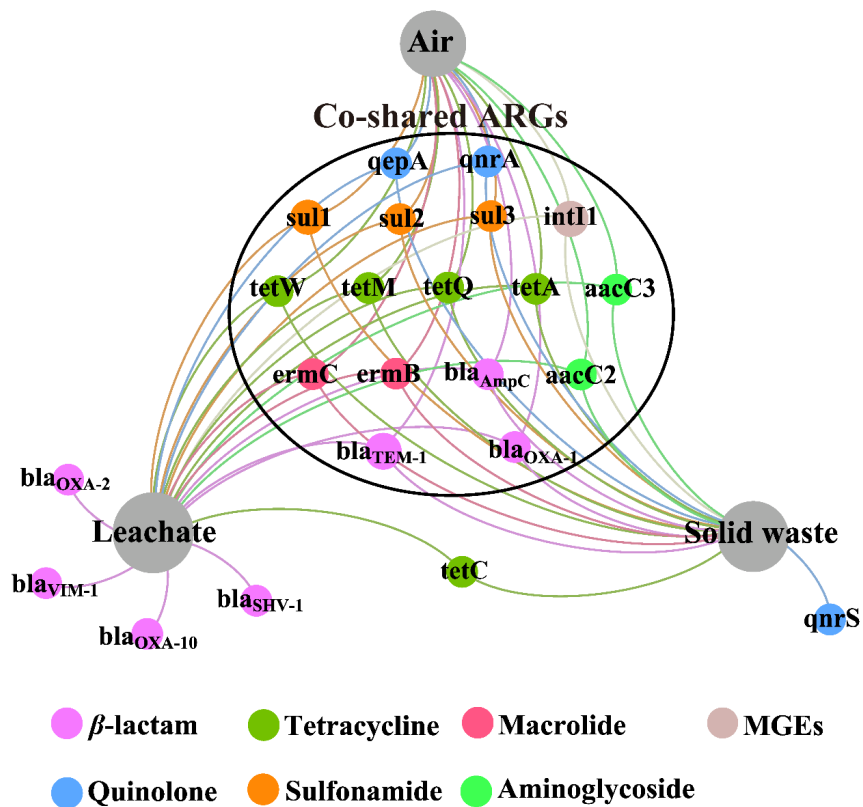 Air
Co-shared ARGs
qepA qnrA
sul1 sul2 sul3 intI1
tetW tetM tetQ tetA aacC3
ermC ermB blaAmpC aacC2
blaTEM-1 blaOXA-1
blaOXA-2
Leachate Solid waste
tetC
blaVIM-1 blaSHV-1
blaOXA-10 qnrS
β-lactam Tetracycline Macrolide MGEs
Quinolone Sulfonamide Aminoglycoside